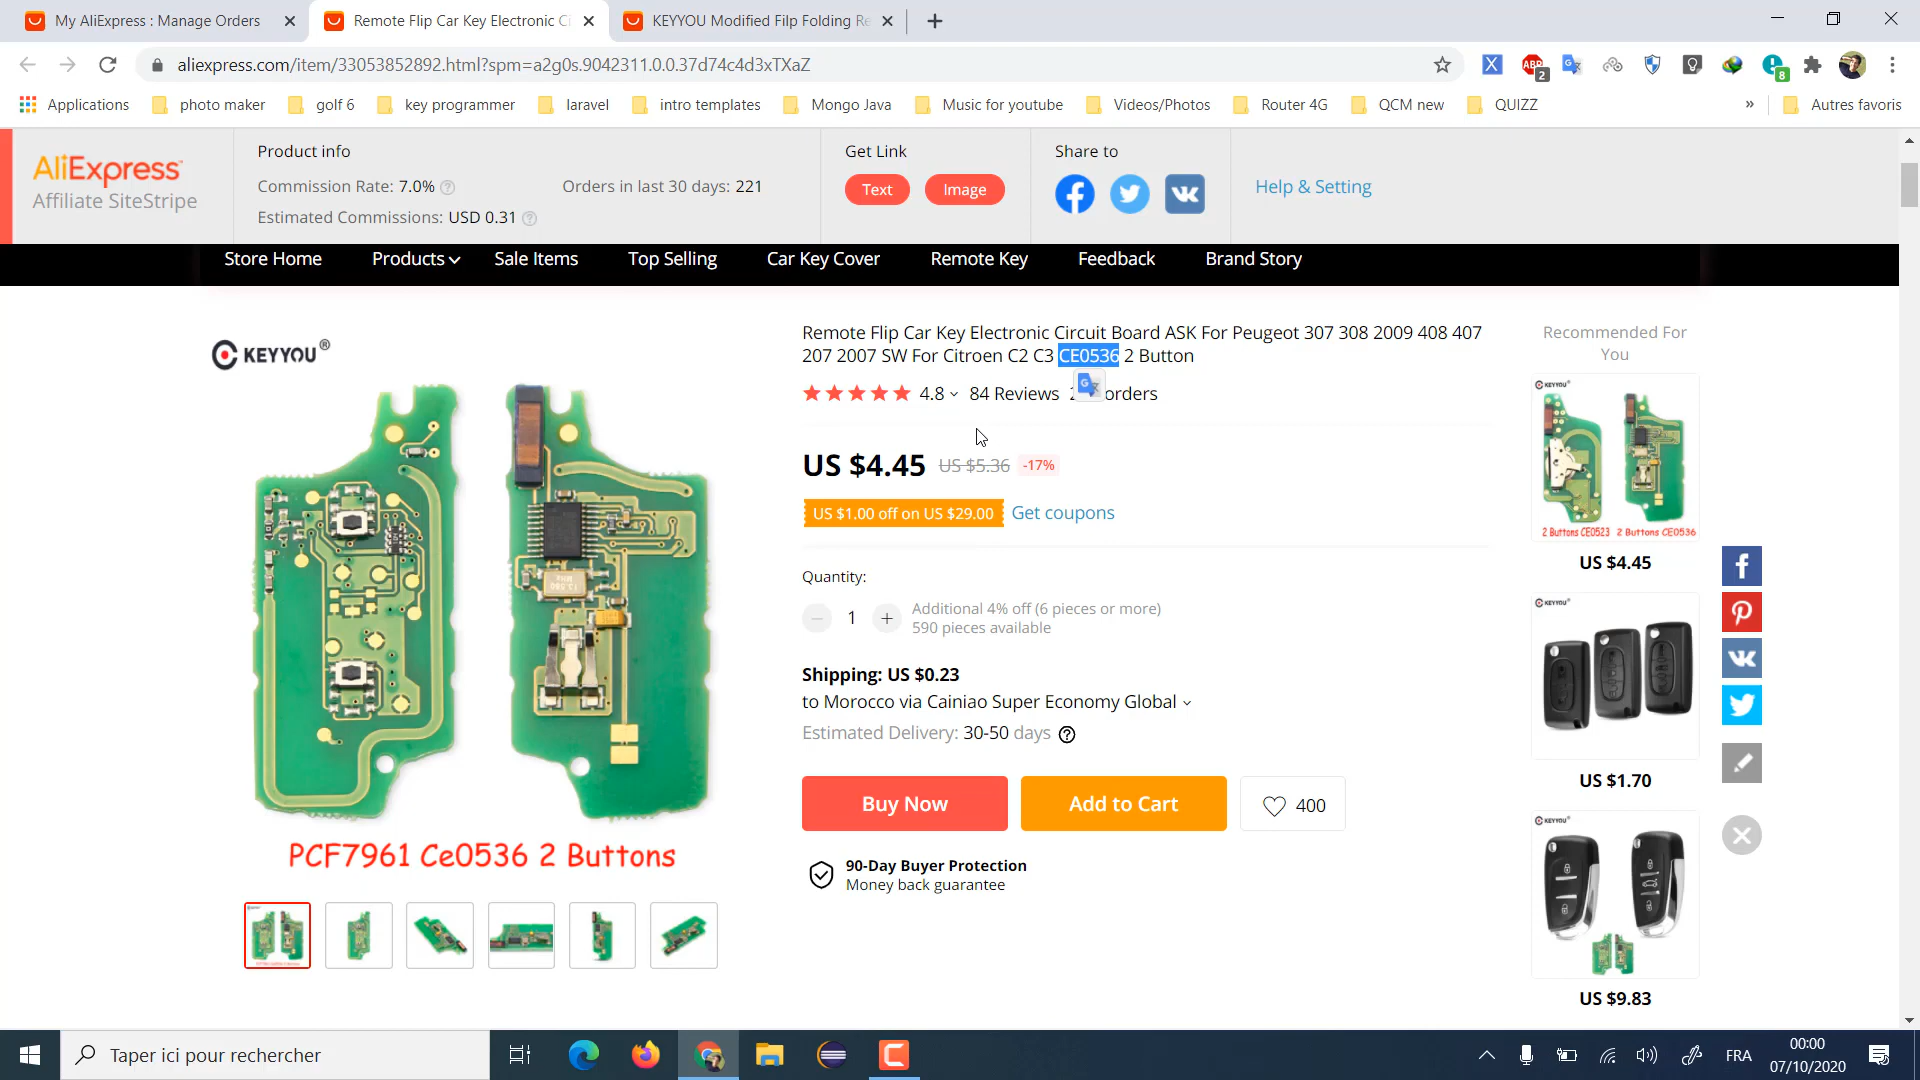 My AliExpress : Manage Orders
Remote Flip Car Key Electronic Ci
KEYYOU Modified Filp Folding Re
aliexpress.com/item/33053852892.html?spm=a2g0s.9042311.0.0.37d74c4d3xTXaZ
Applications
photo maker
golf 6
key programmer
laravel
intro templates
Mongo Java
Music for youtube
Videos/Photos
Router 4G
QCM new
QUIZZ
»
Autres favoris
AliExpress
Affiliate SiteStripe
Product info
Commission Rate: 7.0%
Orders in last 30 days: 221
Estimated Commissions: USD 0.31
Get Link
Text
Image
Share to
Help & Setting
Store Home
Products
Sale Items
Top Selling
Car Key Cover
Remote Key
Feedback
Brand Story
KEYYOU®
PCF7961 Ce0536 2 Buttons
Remote Flip Car Key Electronic Circuit Board ASK For Peugeot 307 308 2009 408 407
207 2007 SW For Citroen C2 C3 CE0536 2 Button
4.8 84 Reviews orders
US $4.45 US $5.36 -17%
US $1.00 off on US $29.00 Get coupons
Quantity:
1
Additional 4% off (6 pieces or more)
590 pieces available
Shipping: US $0.23
to Morocco via Cainiao Super Economy Global
Estimated Delivery: 30-50 days
Buy Now
Add to Cart
400
90-Day Buyer Protection
Money back guarantee
Recommended For
You
KEYYOU
2 Buttons CE0523 2 Buttons CE0536
US $4.45
KEYYOU
US $1.70
KEYYOU
US $9.83
Taper ici pour rechercher
FRA
00:00
07/10/2020